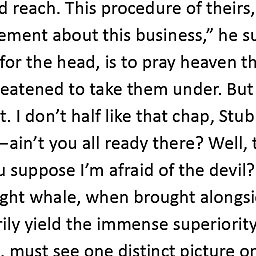 d reach. This procedure of theirs,
ement about this business,” he su
for the head, is to pray heaven th
eatened to take them under. But
t. I don’t half like that chap, Stub
–ain’t you all ready there? Well, t
u suppose I’m afraid of the devil?
ght whale, when brought alongsi
ily yield the immense superiority
, must see one distinct picture on